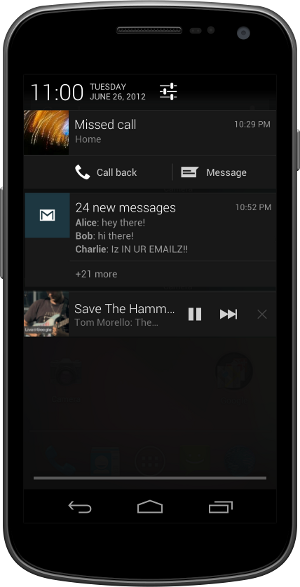 11:00
TUESDAY
JUNE 26, 2012
Missed call
10:29 PM
Home
Call back
Message
24 new messages
10:52 PM
Alice: hey there!
Bob: hi there!
Charlie: Iz IN UR EMAILZ!!
+21 more
Save The Hamm...
Tom Morello: The...